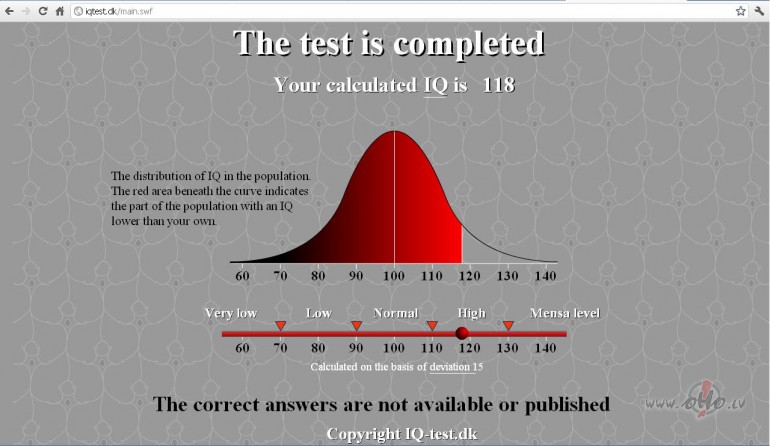 iqtest.dk/main.swf
The test is completed
Your calculated IQ is 118
The distribution of IQ in the population.
The red area beneath the curve indicates
the part of the population with an IQ
lower than your own.
60 70 80 90 100 110 120 130 140
Very low Low Normal High Mensa level
60 70 80 90 100 110 120 130 140
Calculated on the basis of deviation 15
The correct answers are not available or published
www.oHo.lv
Copyright IQ-test.dk